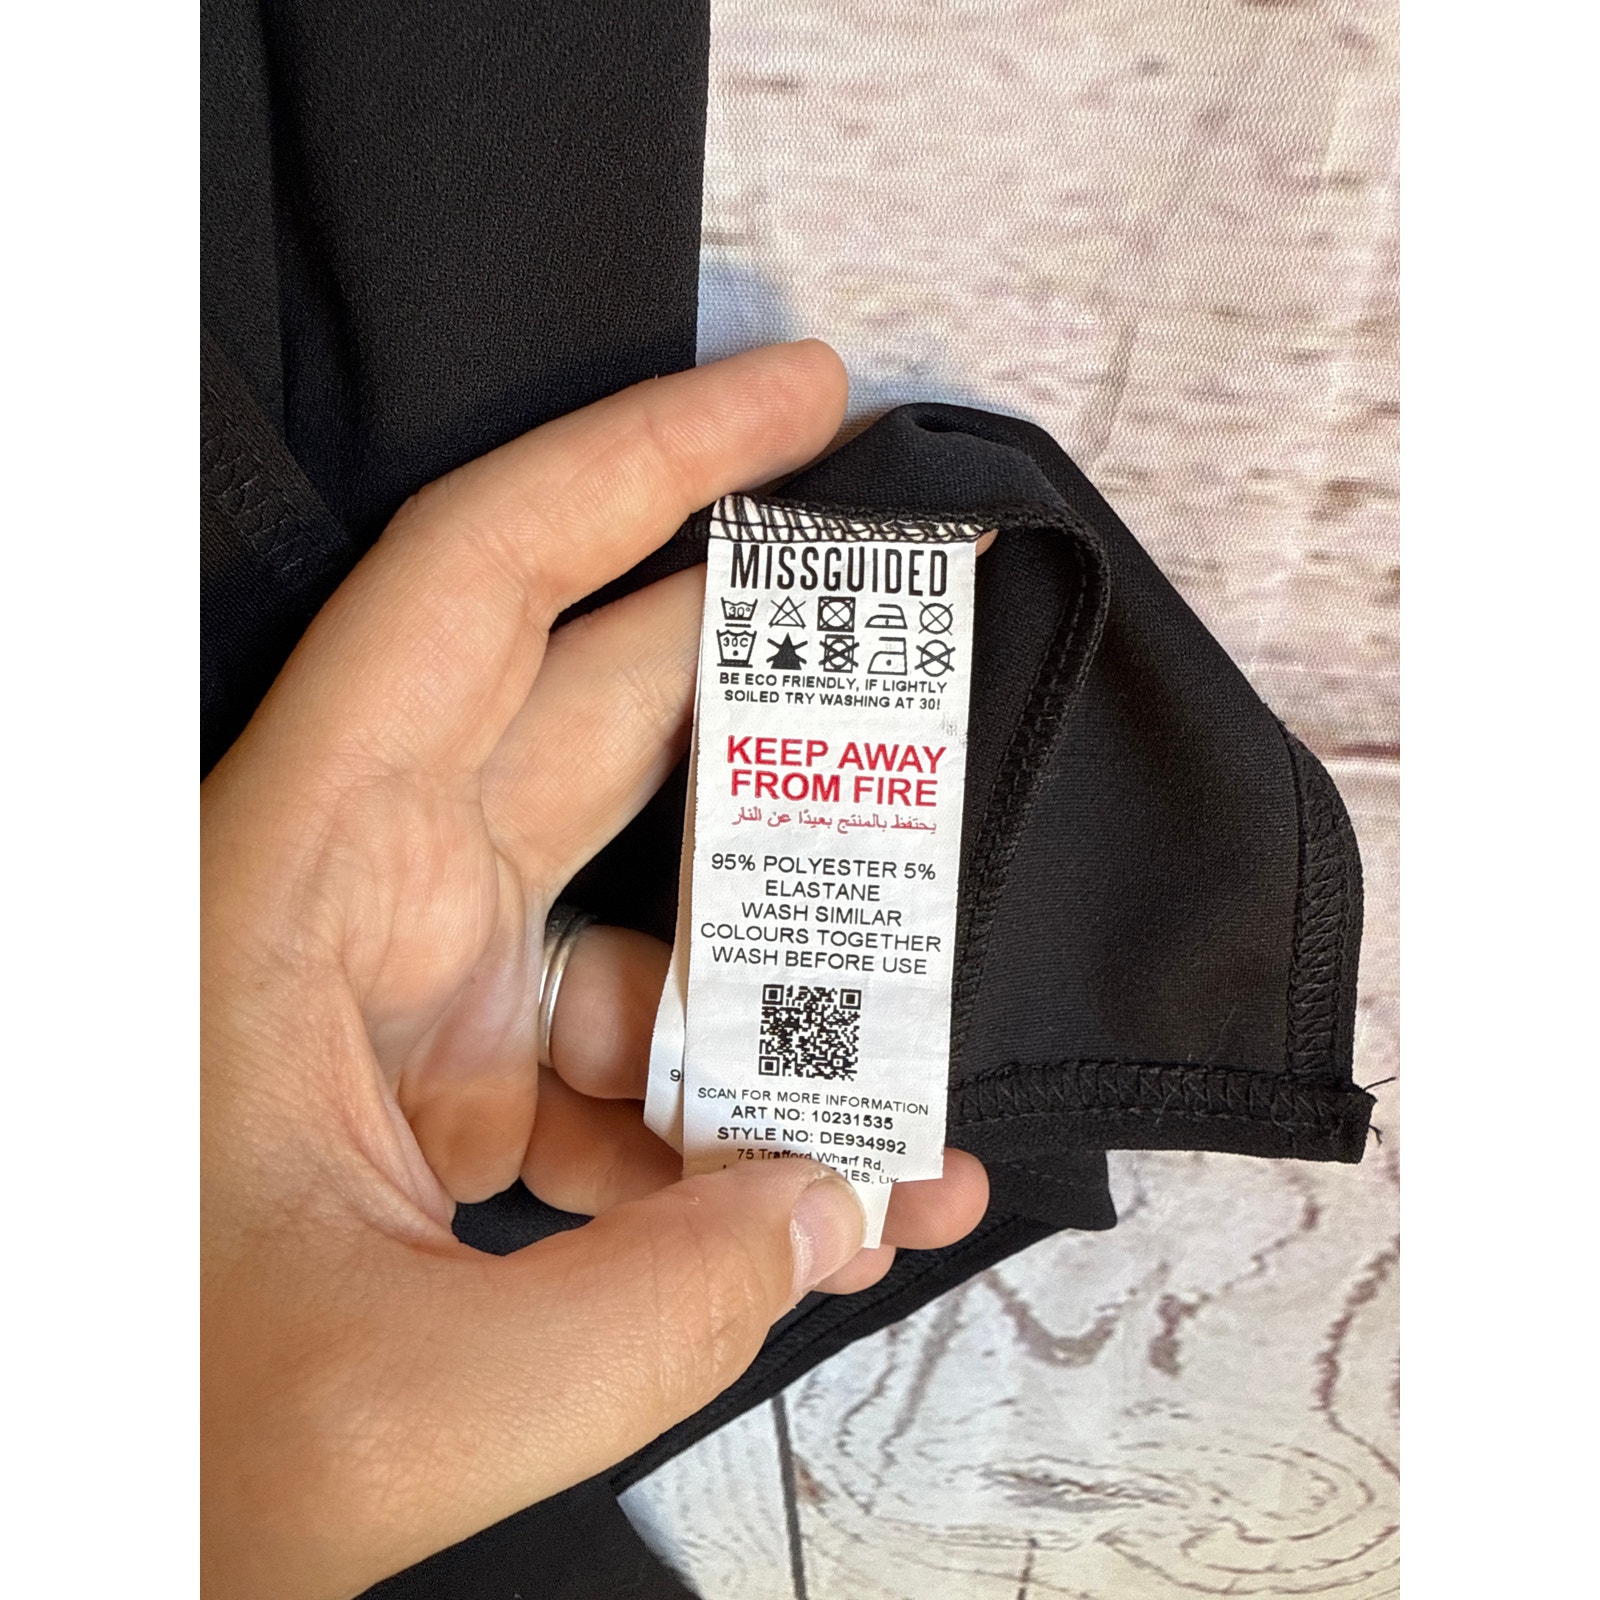 MISSGUIDED
30°
30C
BE ECO FRIENDLY, IF LIGHTLY
SOILED TRY WASHING AT 30!
KEEP AWAY
FROM FIRE
يحتفظ بالمنتج بعيدًا عن النار
95% POLYESTER 5%
ELASTANE
WASH SIMILAR
COLOURS TOGETHER
WASH BEFORE USE
SCAN FOR MORE INFORMATION
ART NO: 10231535
STYLE NO: DE934992
75 Trafford Wharf Rd,
1ES, UK